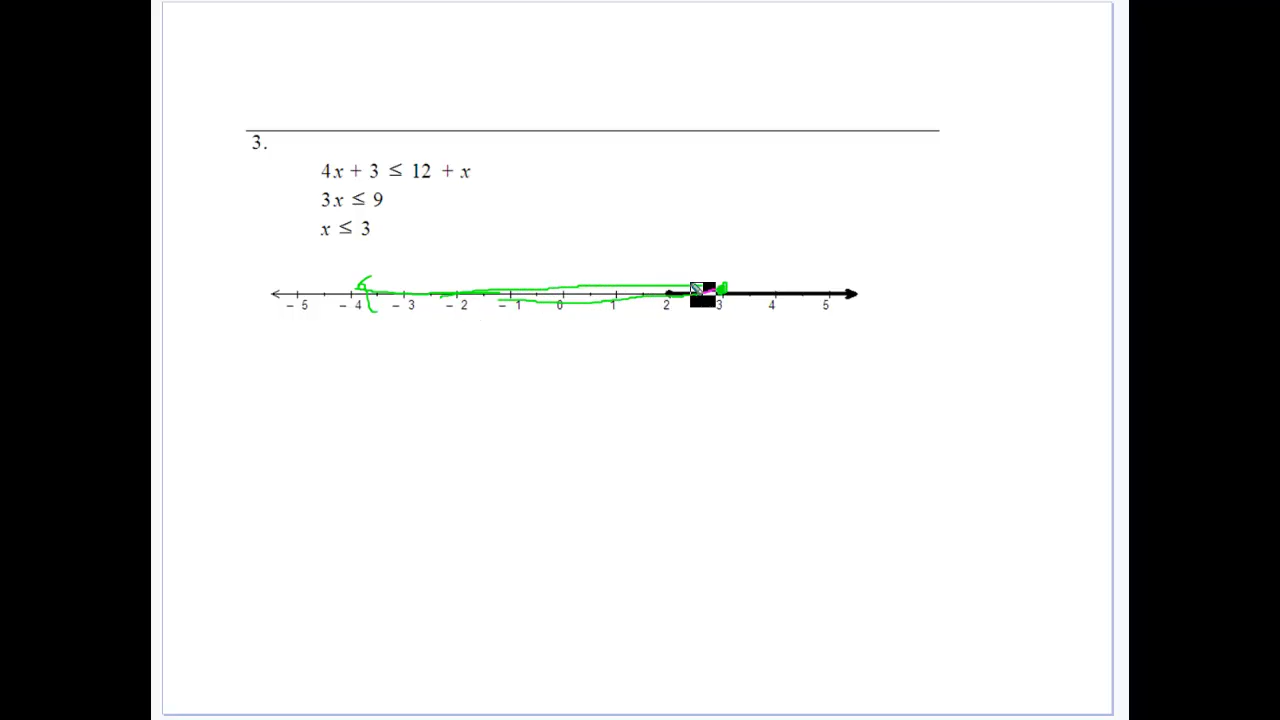 3.
4x + 3 ≤ 12 + x
3x ≤ 9
x ≤ 3
– 5 – 4 – 3 – 2 – 1 0 1 2 3 4 5